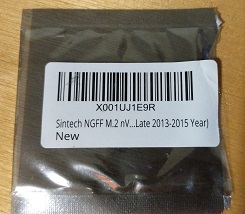 X001UJ1E9R
Sintech NGFF M.2 nV...Late 2013-2015 Year)
New